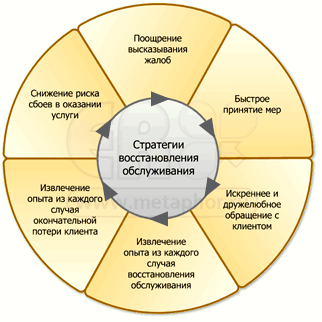 Поощрение
высказывания
жалоб
Быстрое
принятие мер
Искреннее и
дружелюбное
обращение с
клиентом
Извлечение
опыта из каждого
случая
восстановления
обслуживания
Извлечение
опыта из каждого
случая
окончательной
потери клиента
Снижение риска
сбоев в оказании
услуги
Стратегии
восстановления
обслуживания